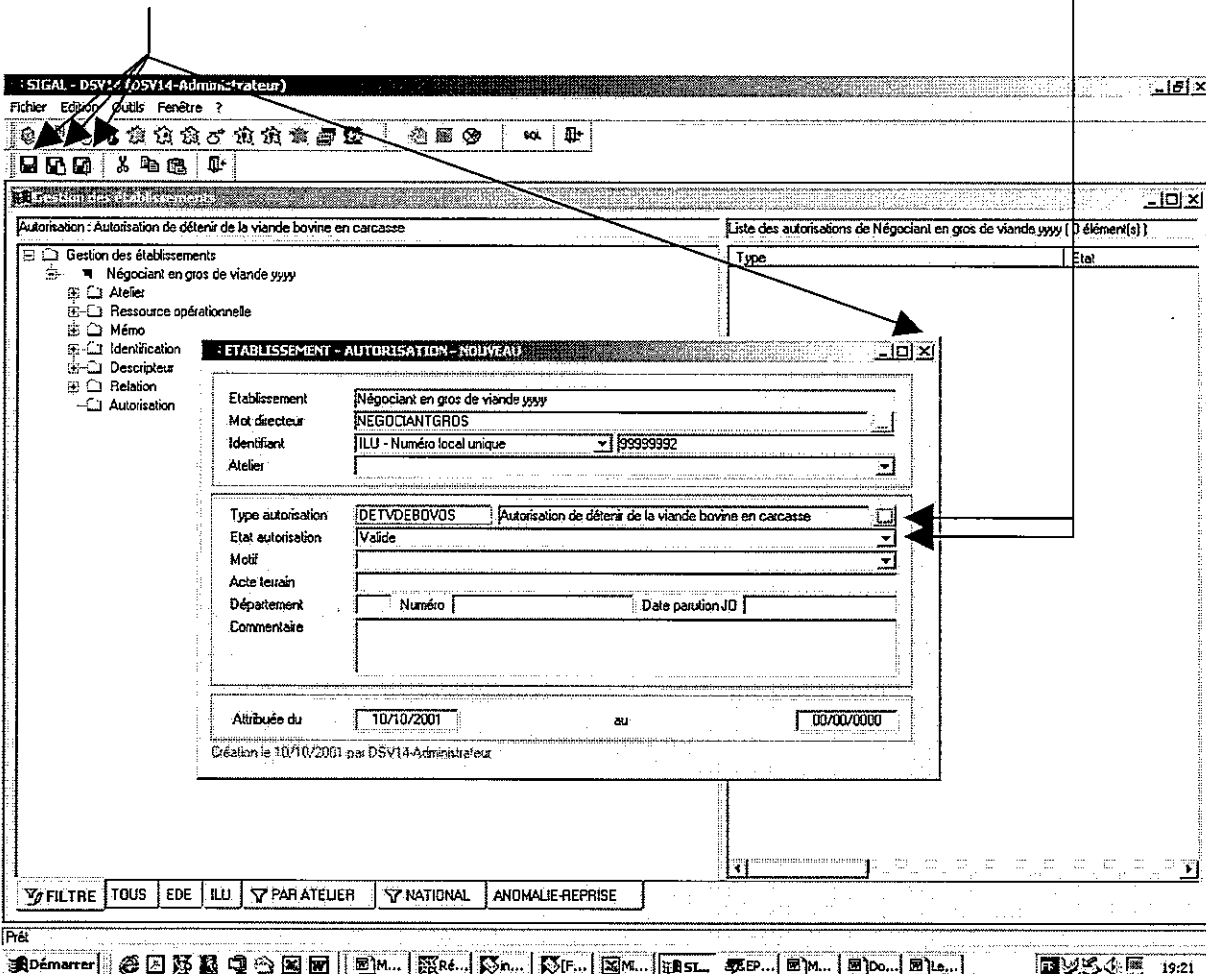 SIGAL - DSV14 (DSV14-Administrateur)
Fichier Edition Outils Fenêtre ?
SQL
Gestion des établissements
Autorisation : Autorisation de détenir de la viande bovine en carcasse
Liste des autorisations de Négociant en gros de viande yyyy ( 0 élément(s) )
Type Etat
Gestion des établissements
Négociant en gros de viande yyyy
Atelier
Ressource opérationnelle
Mémo
Identification
Descripteur
Relation
Autorisation
ETABLISSEMENT - AUTORISATION - NOUVEAU
Etablissement Négociant en gros de viande yyyy
Mot directeur NEGOCIANTGROS ...
Identifiant ILU - Numéro local unique 99999992
Atelier
Type autorisation DETVDEBOVOS Autorisation de détenir de la viande bovine en carcasse ...
Etat autorisation Valide
Motif
Acte terrain
Département Numéro Date parution JO
Commentaire
Attribuée du 10/10/2001 au 00/00/0000
Création le 10/10/2001 par DSV14-Administrateur
FILTRE TOUS EDE ILU PAR ATELIER NATIONAL ANOMALIE-REPRISE
Prêt
Démarrer M... Ré... in... [F... M... SI... EP... M... Do... Le... 19:21